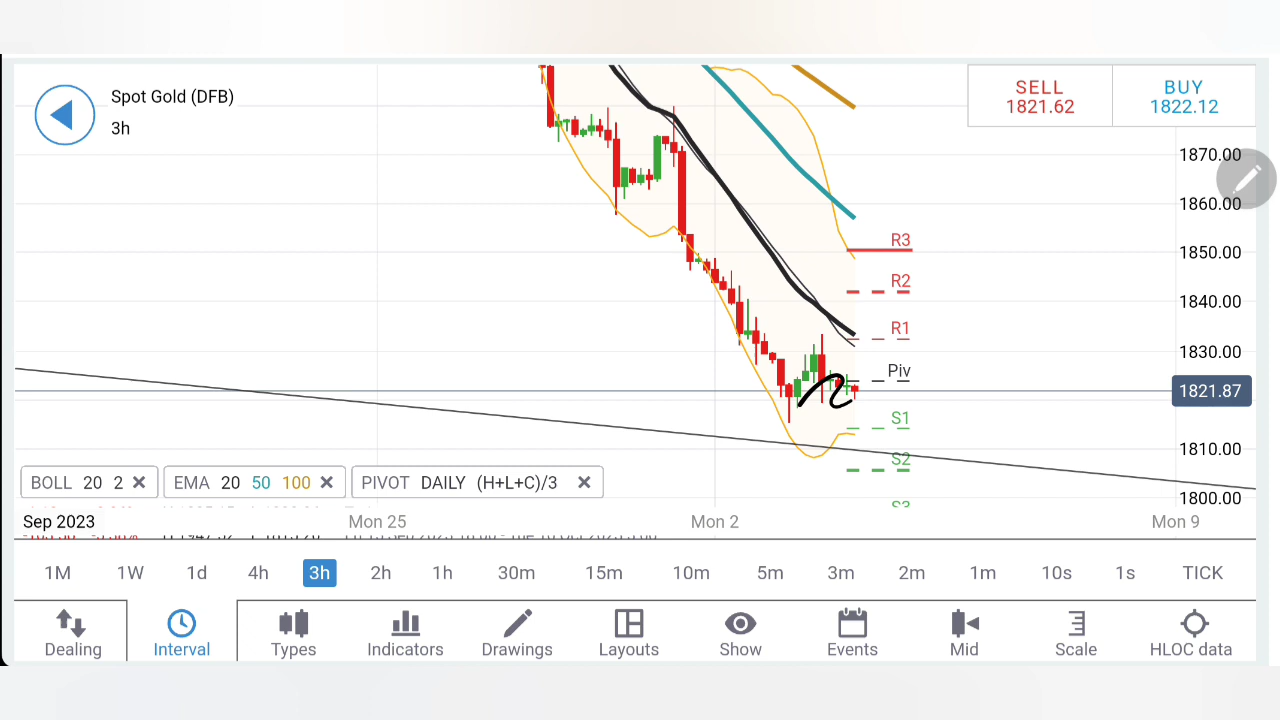 Spot Gold (DFB)
3h
SELL
1821.62
BUY
1822.12
1870.00
1860.00
1850.00
1840.00
1830.00
1821.87
1810.00
1800.00
R3
R2
R1
Piv
S1
S2
S3
BOLL 20 2
EMA 20 50 100
PIVOT DAILY (H+L+C)/3
Sep 2023 Mon 25 Mon 2 Mon 9
1M 1W 1d 4h 3h 2h 1h 30m 15m 10m 5m 3m 2m 1m 10s 1s TICK
Dealing Interval Types Indicators Drawings Layouts Show Events Mid Scale HLOC data